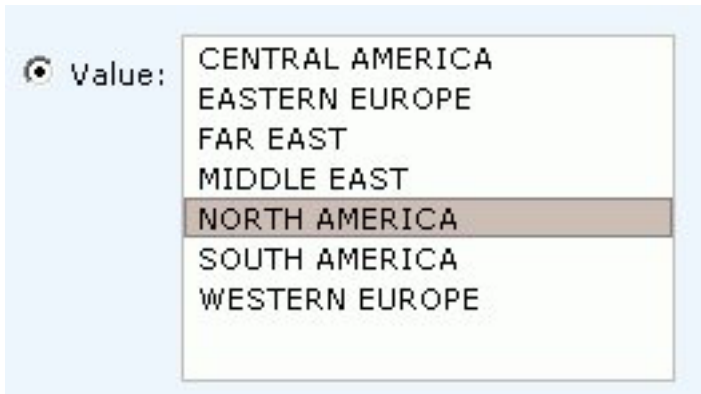 Value:
CENTRAL AMERICA
EASTERN EUROPE
FAR EAST
MIDDLE EAST
NORTH AMERICA
SOUTH AMERICA
WESTERN EUROPE